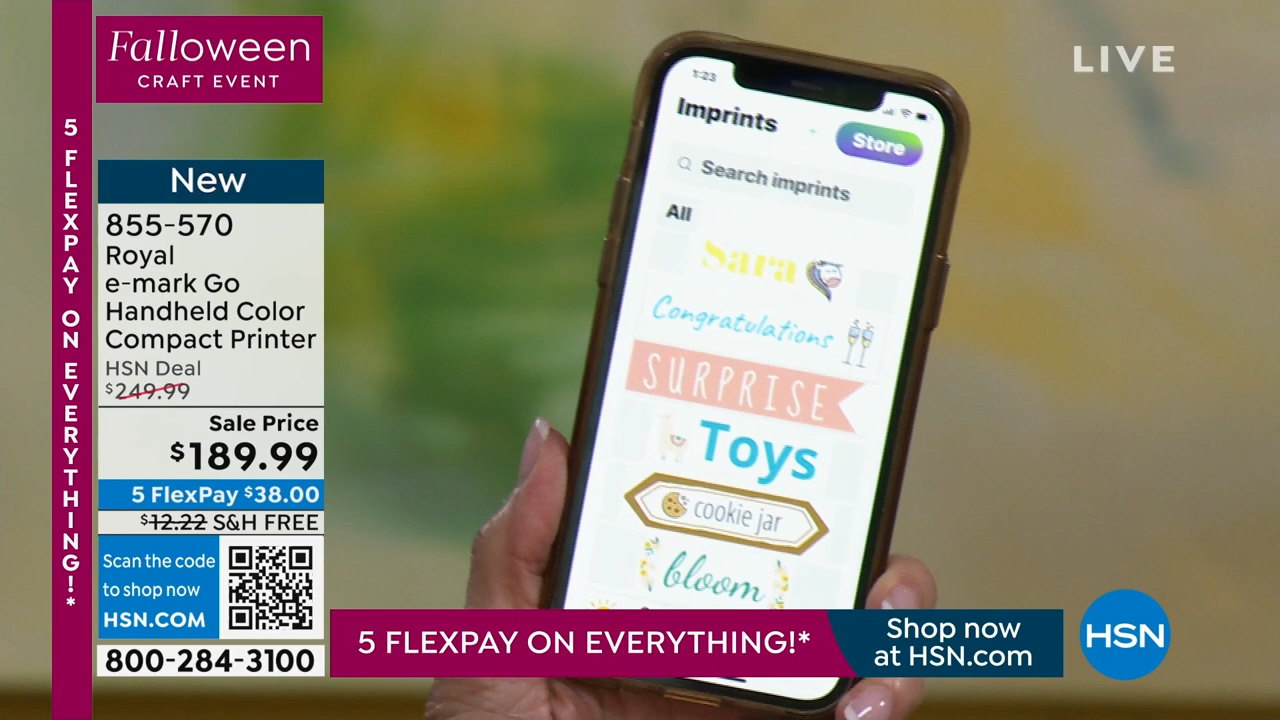 5 FLEXPAY ON EVERYTHING!*
Falloween
CRAFT EVENT
New
855-570
Royal
e-mark Go
Handheld Color
Compact Printer
HSN Deal
$249.99
Sale Price
$189.99
5 FlexPay $38.00
$12.22 S&H FREE
Scan the code
to shop now
HSN.COM
800-284-3100
LIVE
1:23
Imprints
Store
Search imprints
All
Sara
Congratulations
SURPRISE
Toys
cookie jar
bloom
5 FLEXPAY ON EVERYTHING!*
Shop now
at HSN.com
HSN